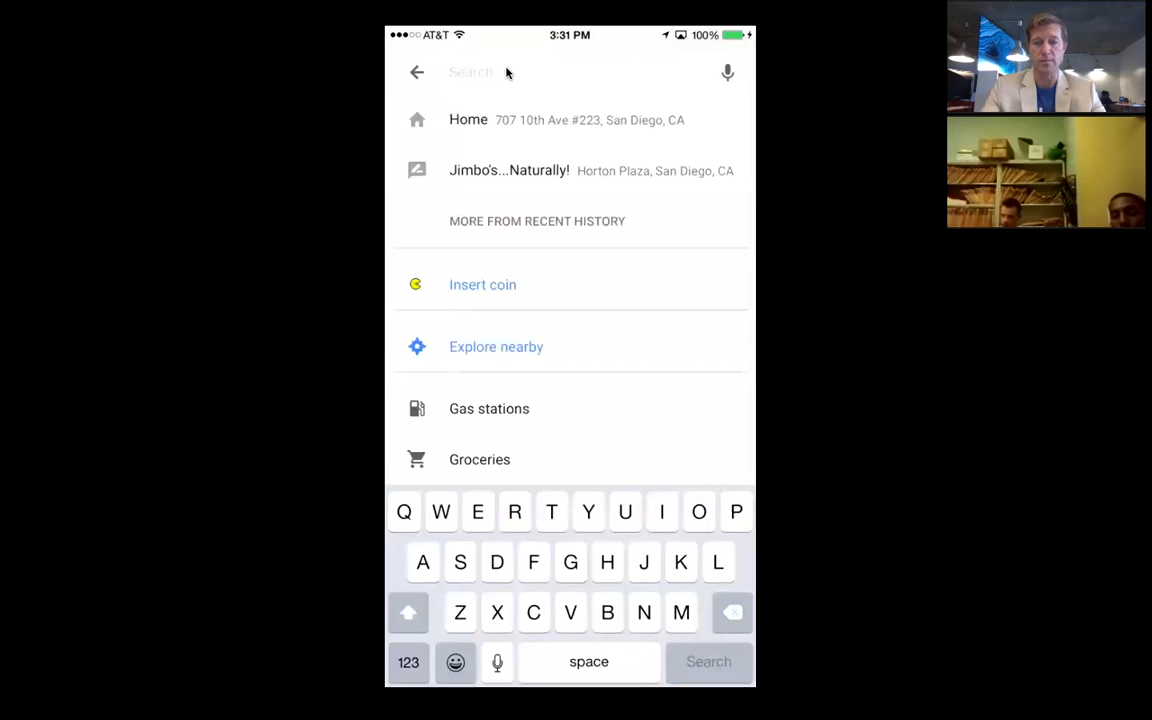 AT&T 3:31 PM 100%
Search
Home 707 10th Ave #223, San Diego, CA
Jimbo's...Naturally! Horton Plaza, San Diego, CA
MORE FROM RECENT HISTORY
Insert coin
Explore nearby
Gas stations
Groceries
Q W E R T Y U I O P
A S D F G H J K L
Z X C V B N M
123 space Search